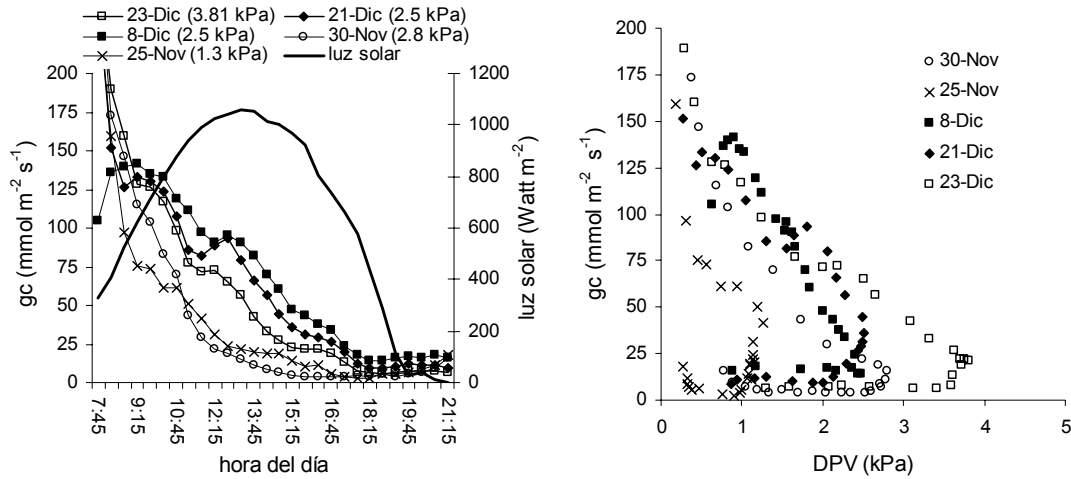 23-Dic (3.81 kPa) 21-Dic (2.5 kPa)
8-Dic (2.5 kPa) 30-Nov (2.8 kPa)
25-Nov (1.3 kPa) luz solar
200
175
150
125
100
75
50
25
0
gc (mmol m⁻² s⁻¹)
1200
1000
800
600
400
200
0
luz solar (Watt m⁻²)
7:45
9:15
10:45
12:15
13:45
15:15
16:45
18:15
19:45
21:15
hora del día
200
175
150
125
100
75
50
25
0
gc (mmol m⁻² s⁻¹)
30-Nov
25-Nov
8-Dic
21-Dic
23-Dic
0 1 2 3 4 5
DPV (kPa)